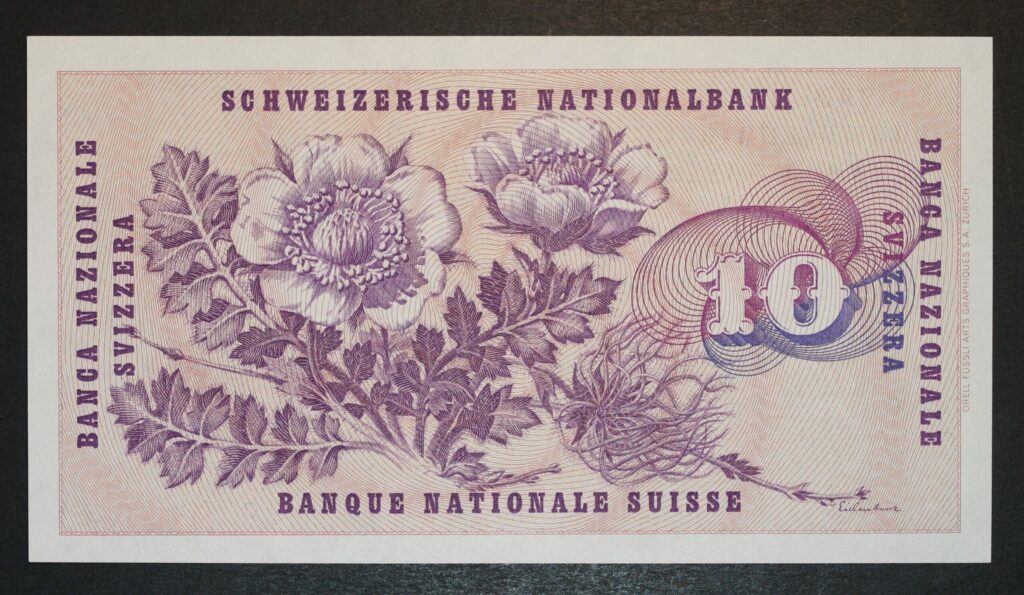 SCHWEIZERISCHE NATIONALBANK
BANCA NAZIONALE
SVIZZERA
10
BANCA NAZIONALE
SVIZZERA
ORELL FÜSSLI ARTS GRAPHIQUES S.A. ZURICH
BANQUE NATIONALE SUISSE